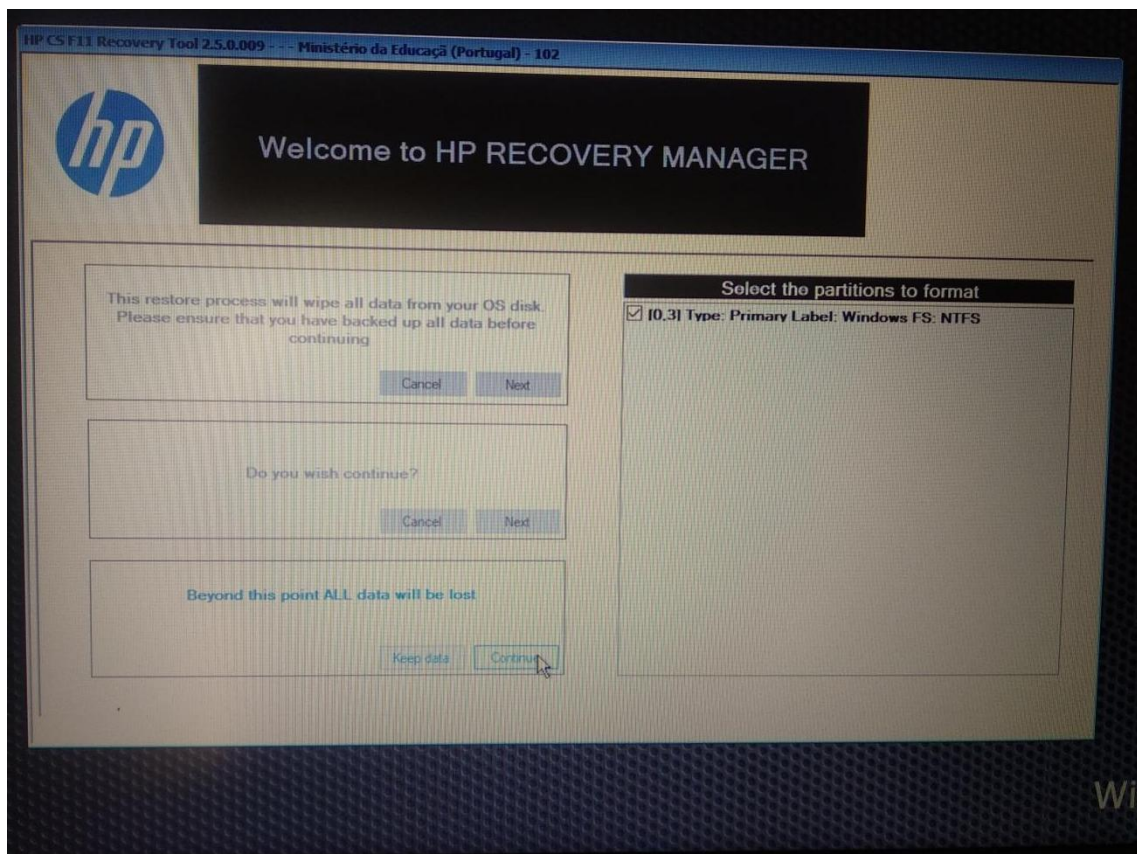 HP CS F11 Recovery Tool 2.5.0.009 - - - Ministério da Educaçã (Portugal) - 102
hp
Welcome to HP RECOVERY MANAGER
This restore process will wipe all data from your OS disk.
Please ensure that you have backed up all data before
continuing
Cancel Next
Do you wish continue?
Cancel Next
Beyond this point ALL data will be lost
Keep data Continue
Select the partitions to format
[0,3] Type: Primary Label: Windows FS: NTFS
Wi